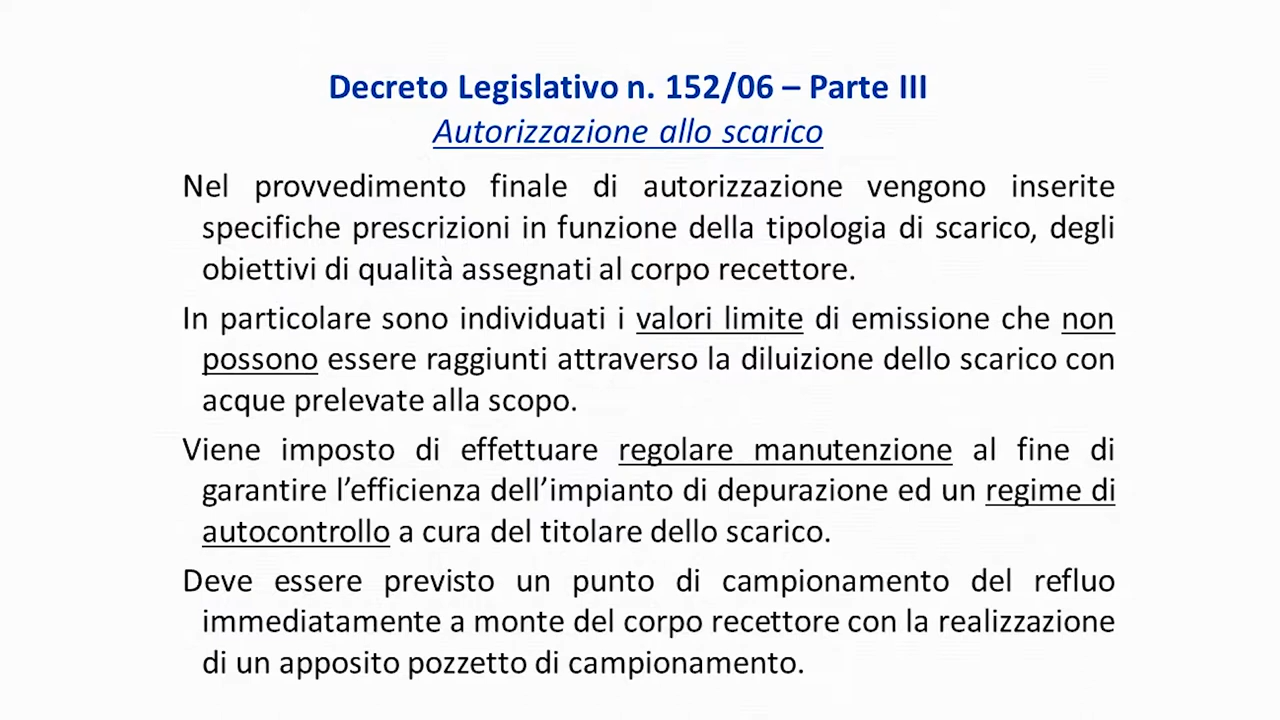 Decreto Legislativo n. 152/06 – Parte III
Autorizzazione allo scarico
Nel provvedimento finale di autorizzazione vengono inserite
specifiche prescrizioni in funzione della tipologia di scarico, degli
obiettivi di qualità assegnati al corpo recettore.
In particolare sono individuati i valori limite di emissione che non
possono essere raggiunti attraverso la diluizione dello scarico con
acque prelevate alla scopo.
Viene imposto di effettuare regolare manutenzione al fine di
garantire l’efficienza dell’impianto di depurazione ed un regime di
autocontrollo a cura del titolare dello scarico.
Deve essere previsto un punto di campionamento del refluo
immediatamente a monte del corpo recettore con la realizzazione
di un apposito pozzetto di campionamento.